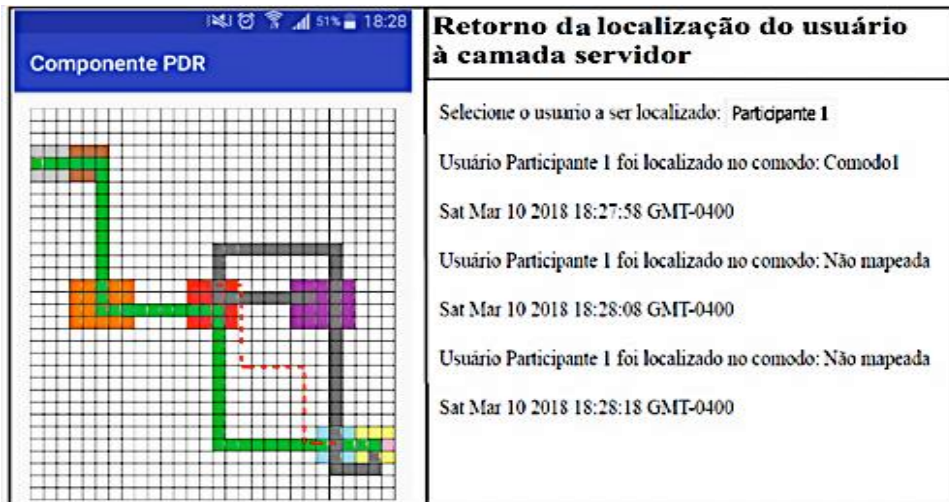 51% 18:28
Componente PDR
Retorno da localização do usuário
à camada servidor
Selecione o usuario a ser localizado: Participante 1
Usuário Participante 1 foi localizado no comodo: Comodo1
Sat Mar 10 2018 18:27:58 GMT-0400
Usuário Participante 1 foi localizado no comodo: Não mapeada
Sat Mar 10 2018 18:28:08 GMT-0400
Usuário Participante 1 foi localizado no comodo: Não mapeada
Sat Mar 10 2018 18:28:18 GMT-0400